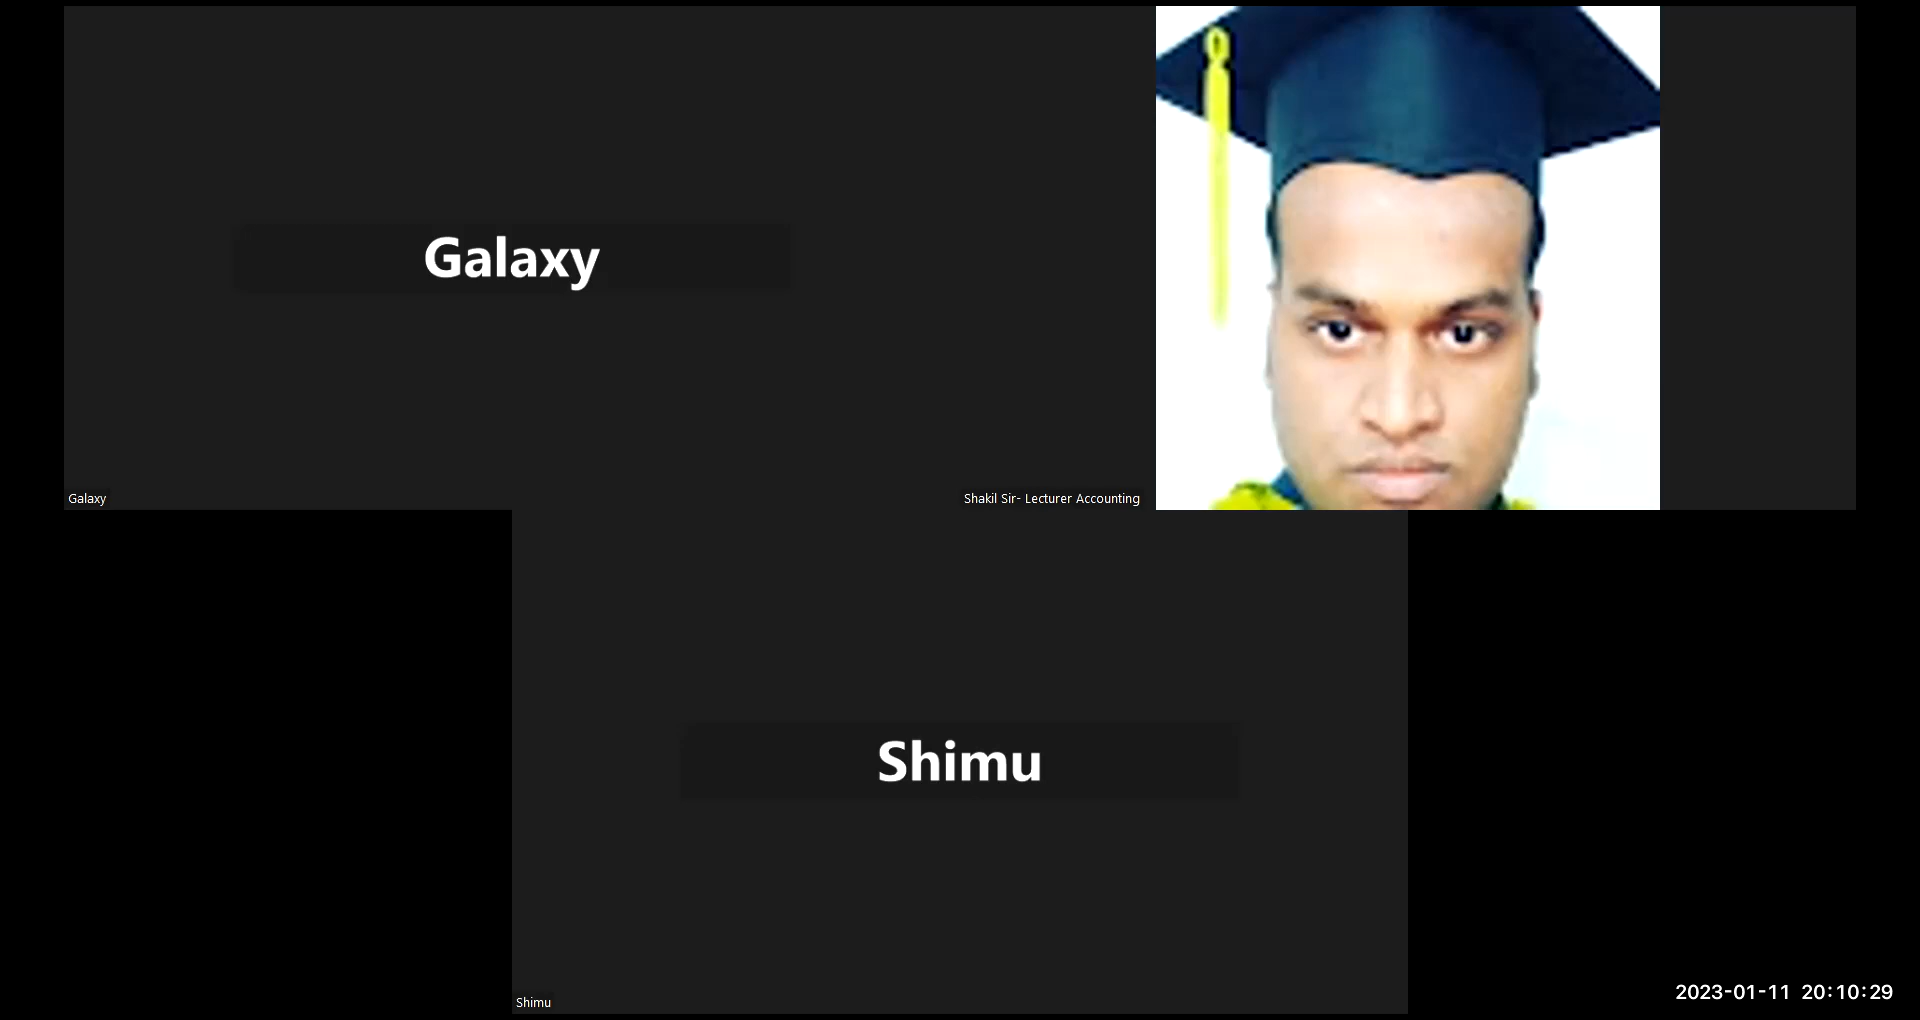 Galaxy
Galaxy
Shakil Sir- Lecturer Accounting
Shimu
Shimu
2023-01-11 20:10:29